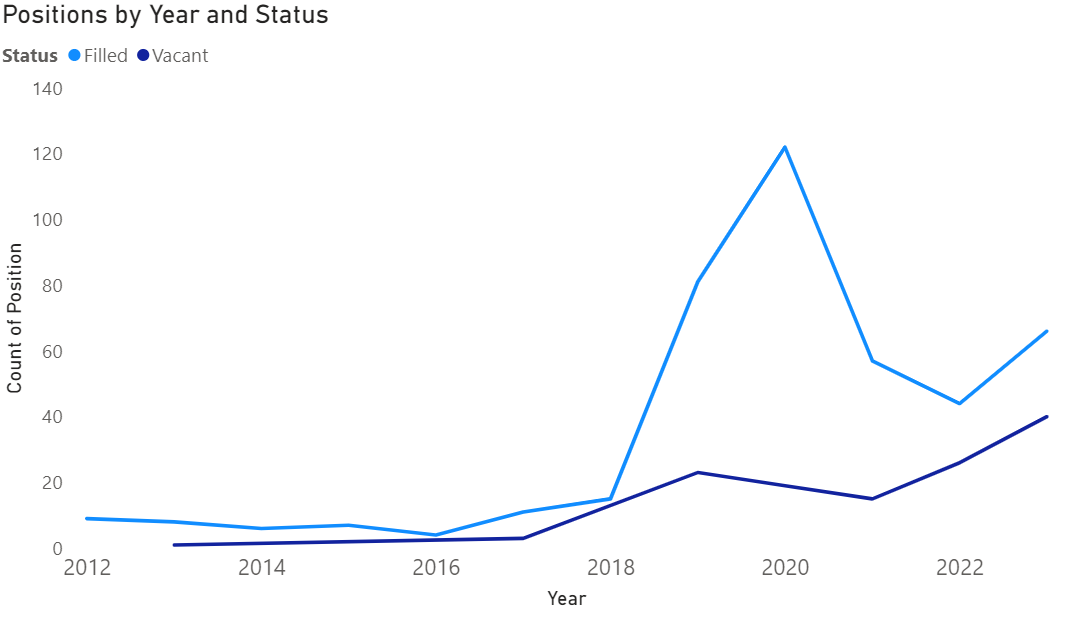 Positions by Year and Status
Status Filled Vacant
140
120
100
80
60
40
20
0
Count of Position
2012 2014 2016 2018 2020 2022
Year